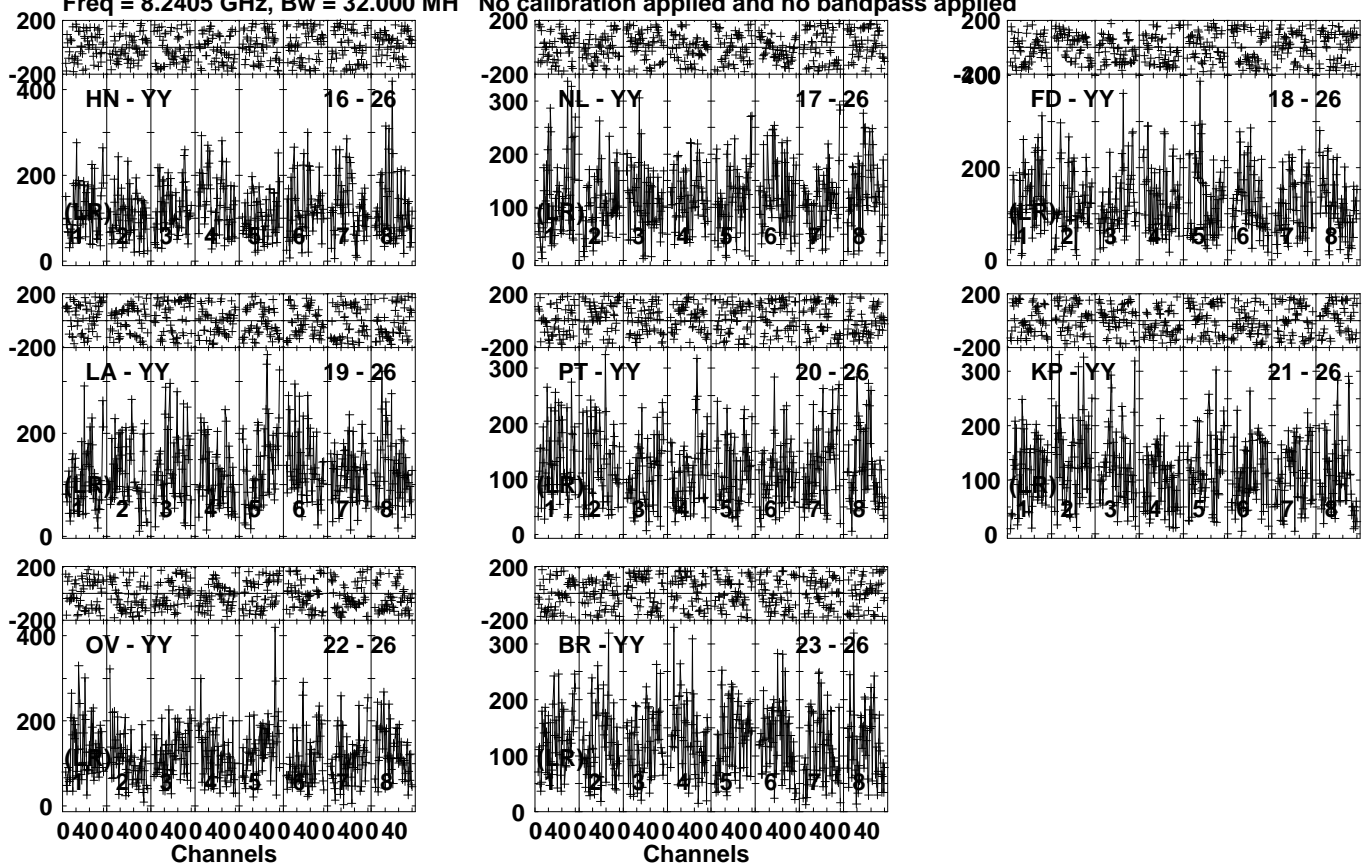 Freq = 8.2405 GHz, Bw = 32.000 MH No calibration applied and no bandpass applied
200
-200
400
HN - YY 16 - 26
200
(LR)
1 2 3 4 5 6 7 8
0
200
-200
NL - YY 17 - 26
300
200
100
(LR)
1 2 3 4 5 6 7 8
0
200
-200
400
FD - YY 18 - 26
200
(LR)
1 2 3 4 5 6 7 8
0
200
-200
LA - YY 19 - 26
200
(LR)
1 2 3 4 5 6 7 8
0
200
-200
300
PT - YY 20 - 26
200
100
(LR)
1 2 3 4 5 6 7 8
0
200
-200
300
KP - YY 21 - 26
200
100
(LR)
1 2 3 4 5 6 7 8
0
200
-200
400
OV - YY 22 - 26
200
(LR)
1 2 3 4 5 6 7 8
0
0 40 0 40 0 40 0 40 0 40 0 40 0 40 0 40
Channels
200
-200
300
BR - YY 23 - 26
200
100
(LR)
1 2 3 4 5 6 7 8
0
0 40 0 40 0 40 0 40 0 40 0 40 0 40 0 40
Channels